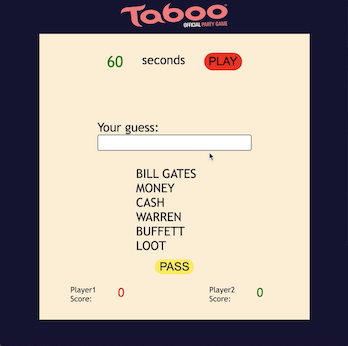 Taboo
OFFICIAL PARTY GAME
60 seconds PLAY
Your guess:
BILL GATES
MONEY
CASH
WARREN
BUFFETT
LOOT
PASS
Player1 Score: 0
Player2 Score: 0